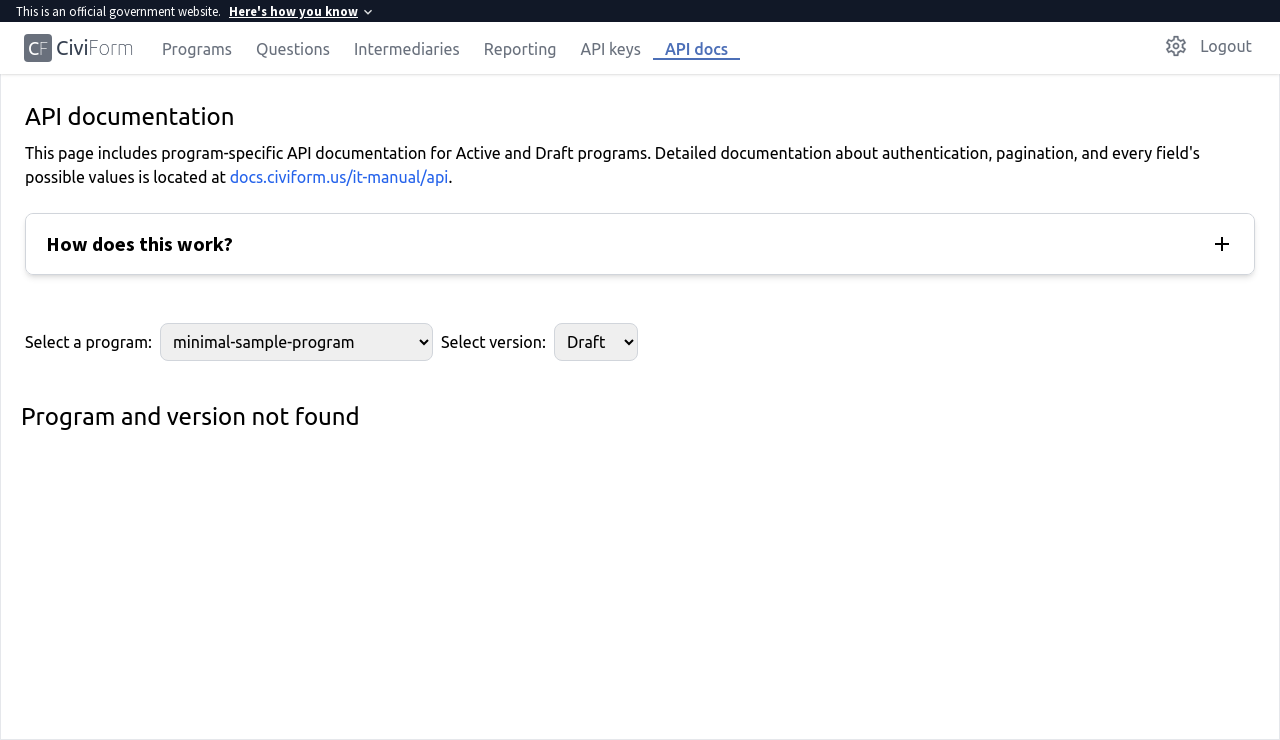 This is an official government website. Here's how you know
CF CiviForm Programs Questions Intermediaries Reporting API keys API docs Logout
API documentation
This page includes program-specific API documentation for Active and Draft programs. Detailed documentation about authentication, pagination, and every field's
possible values is located at docs.civiform.us/it-manual/api.
How does this work?
Select a program: minimal-sample-program Select version: Draft
Program and version not found